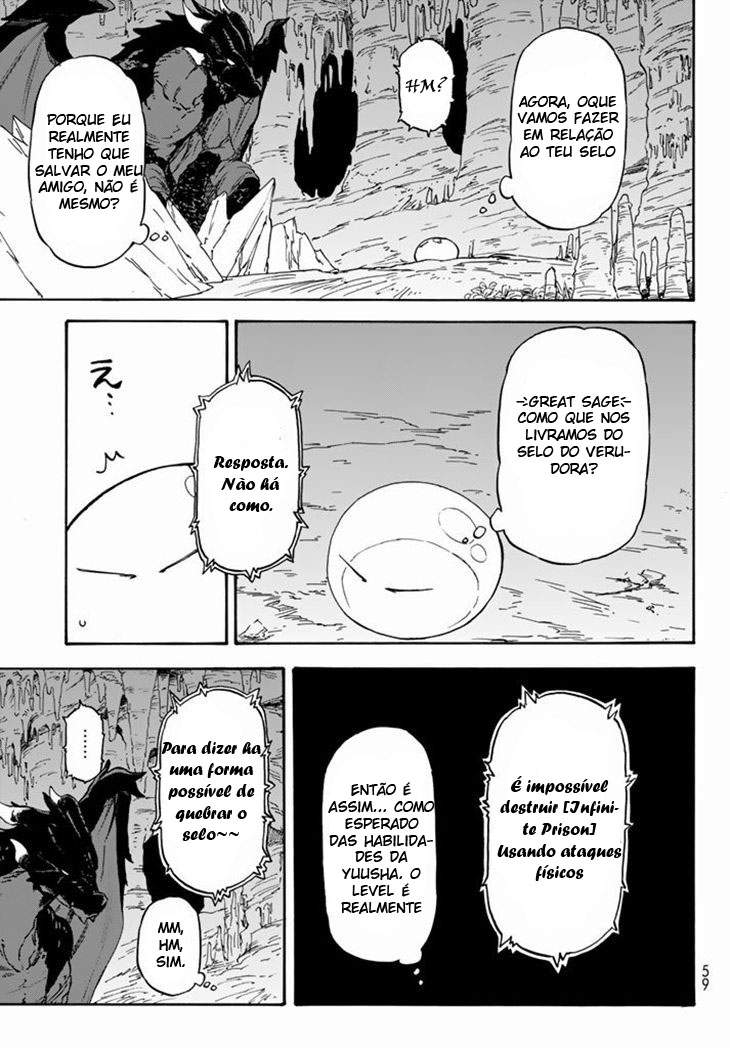 AGORA, OQUE
VAMOS FAZER
EM RELAÇÃO
AO TEU SELO
HM?
PORQUE EU
REALMENTE
TENHO QUE
SALVAR O MEU
AMIGO, NÃO É
MESMO?
-:GREAT SAGE:-
COMO QUE NOS
LIVRAMOS DO
SELO DO VERU-
DORA?
Resposta.
Não há
como.
え…
É impossível
destruir [Infini-
te Prison]
Usando ataques
físicos
ENTÃO É
ASSIM... COMO
ESPERADO
DAS HABILIDA-
DES DA
YUUSHA. O
LEVEL É
REALMENTE
Para dizer ha
uma forma
possível de
quebrar o
selo~~
......
MM,
HM,
SIM.
59